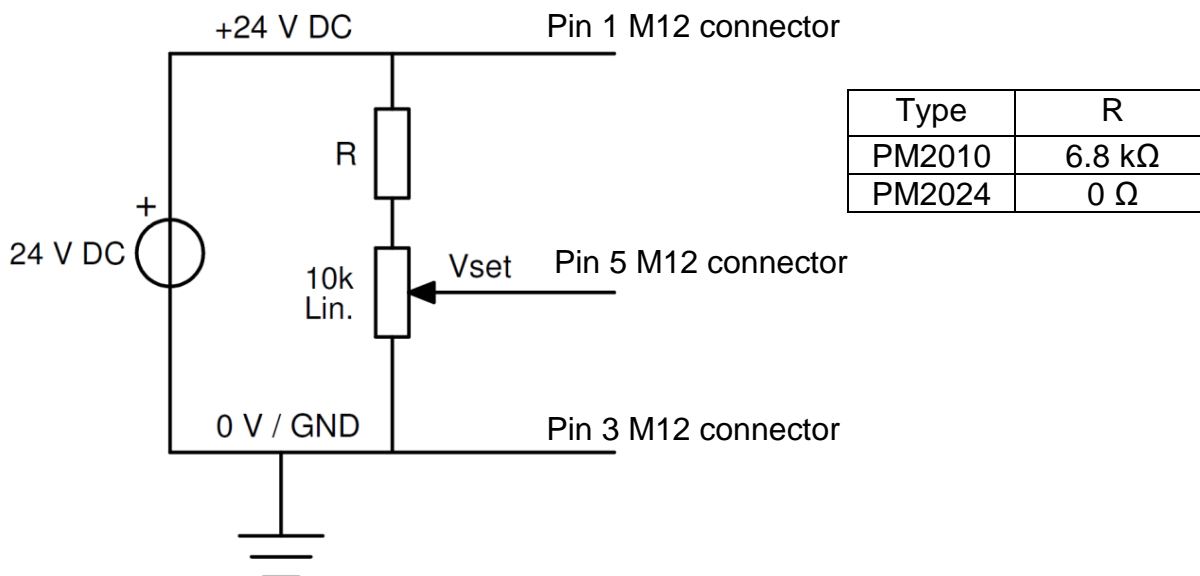 +24 V DC
Pin 1 M12 connector
Type R
PM2010 6.8 kΩ
PM2024 0 Ω
R
+
24 V DC
10k
Lin.
Vset
Pin 5 M12 connector
0 V / GND
Pin 3 M12 connector